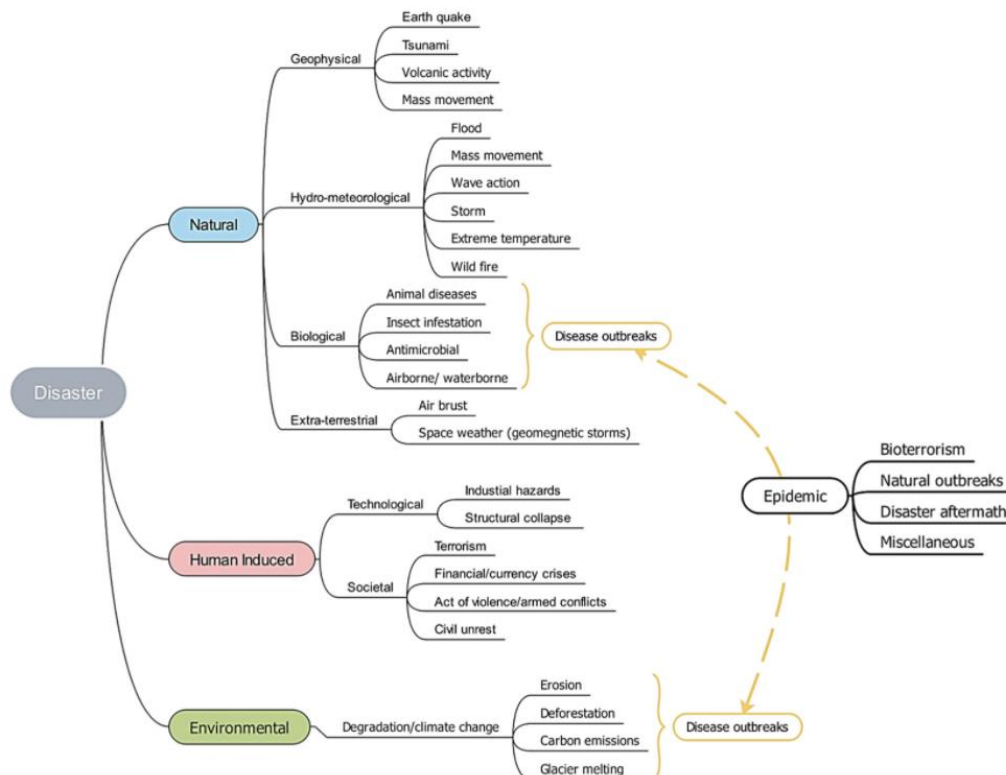 Disaster
Natural
Geophysical
Earth quake
Tsunami
Volcanic activity
Mass movement
Hydro-meteorological
Flood
Mass movement
Wave action
Storm
Extreme temperature
Wild fire
Biological
Animal diseases
Insect infestation
Antimicrobial
Airborne/ waterborne
Disease outbreaks
Extra-terrestrial
Air brust
Space weather (geomegnetic storms)
Human Induced
Technological
Industial hazards
Structural collapse
Societal
Terrorism
Financial/currency crises
Act of violence/armed conflicts
Civil unrest
Environmental
Degradation/climate change
Erosion
Deforestation
Carbon emissions
Glacier melting
Disease outbreaks
Epidemic
Bioterrorism
Natural outbreaks
Disaster aftermath
Miscellaneous